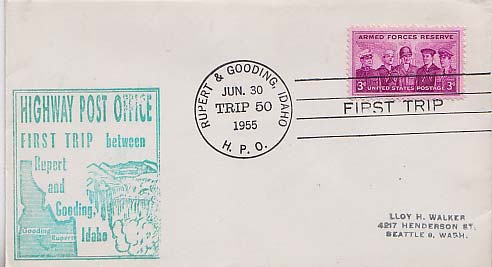 ARMED FORCES RESERVE
3¢ UNITED STATES POSTAGE 3¢
RUPERT & GOODING, IDAHO
JUN. 30
TRIP 50
1955
H. P. O.
FIRST TRIP
HIGHWAY POST OFFICE
FIRST TRIP between
Rupert
and
Gooding,
Idaho
Gooding
Rupert
LLOY H. WALKER
4217 HENDERSON ST.
SEATTLE 6, WASH.